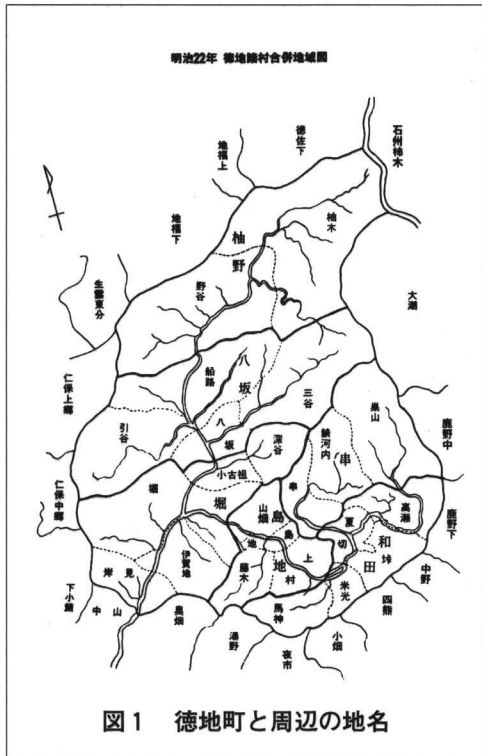 明治22年 徳地諸村合併地域図
石州柿木
徳佐下
地福上
地福下
柚木
柚野
野谷
生雲東分
大潮
仁保上郷
船路
八坂
三谷
巣山
鹿野中
引谷
八坂
深谷
鯖河内
串
小古祖
仁保中郷
堀
堀
山畑
島地
島地
串
夏切
高瀬
和田
鹿野下
垰
岸見
伊賀地
藤木
上村
米光
中野
四熊
下小鯖
中山
奥畑
馬神
湯野
夜市
小畑
図1 徳地町と周辺の地名